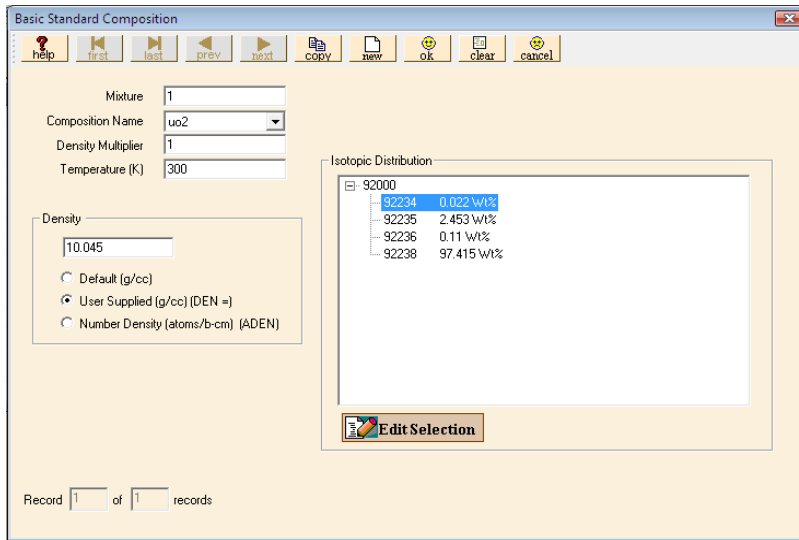 Basic Standard Composition
help first last prev next copy new ok clear cancel
Mixture 1
Composition Name uo2
Density Multiplier 1
Temperature (K) 300
Density
10.045
Default (g/cc)
User Supplied (g/cc) (DEN =)
Number Density (atoms/b-cm) (ADEN)
Isotopic Distribution
92000
92234 0.022 Wt%
92235 2.453 Wt%
92236 0.11 Wt%
92238 97.415 Wt%
Edit Selection
Record 1 of 1 records